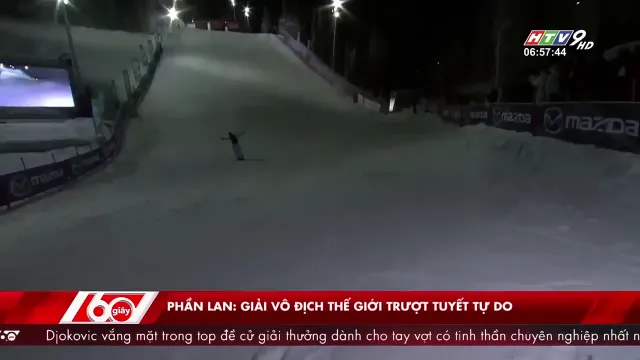 HTV9 HD
06:57:44
mazda
mazda
mazda
60 giây
PHẦN LAN: GIẢI VÔ ĐỊCH THẾ GIỚI TRƯỢT TUYẾT TỰ DO
Djokovic vắng mặt trong top đề cử giải thưởng dành cho tay vợt có tinh thần chuyên nghiệp nhất n